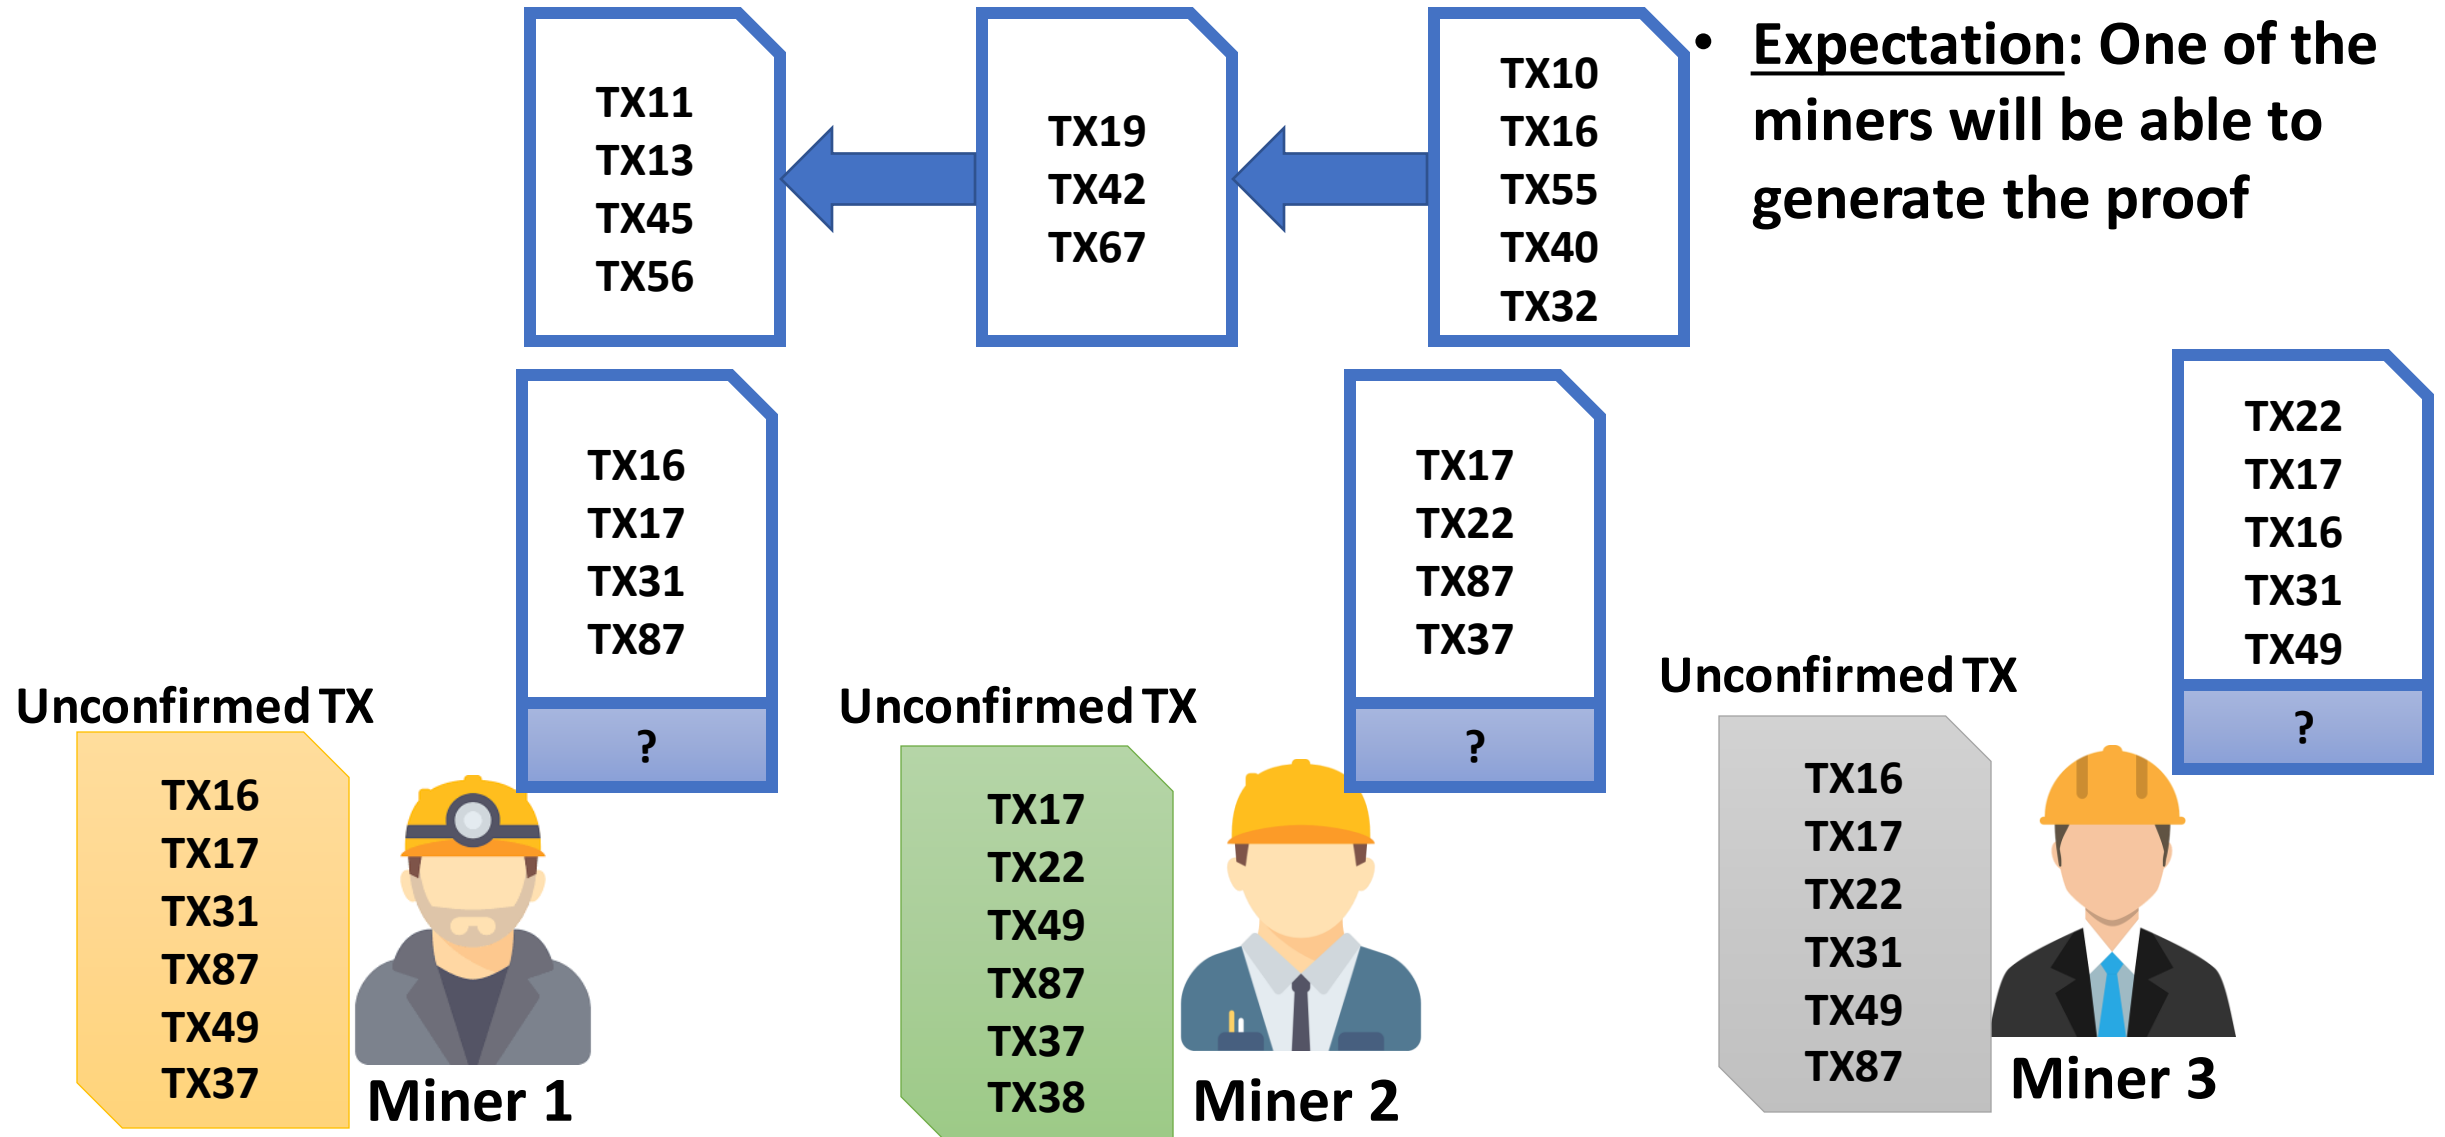 TX11
TX13
TX45
TX56
TX19
TX42
TX67
TX10
TX16
TX55
TX40
TX32
• Expectation: One of the
miners will be able to
generate the proof
TX16
TX17
TX31
TX87
?
TX17
TX22
TX87
TX37
?
TX22
TX17
TX16
TX31
TX49
?
Unconfirmed TX
TX16
TX17
TX31
TX87
TX49
TX37
Miner 1
Unconfirmed TX
TX17
TX22
TX49
TX87
TX37
TX38
Miner 2
Unconfirmed TX
TX16
TX17
TX22
TX31
TX49
TX87
Miner 3